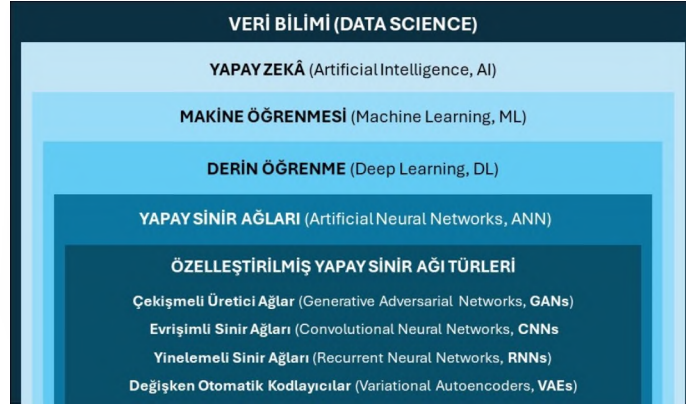 VERİ BİLİMİ (DATA SCIENCE)
YAPAY ZEKÂ (Artificial Intelligence, AI)
MAKİNE ÖĞRENMESİ (Machine Learning, ML)
DERİN ÖĞRENME (Deep Learning, DL)
YAPAY SİNİR AĞLARI (Artificial Neural Networks, ANN)
ÖZELLEŞTİRİLMİŞ YAPAY SİNİR AĞI TÜRLERİ
Çekişmeli Üretici Ağlar (Generative Adversarial Networks, GANs)
Evrişimli Sinir Ağları (Convolutional Neural Networks, CNNs
Yinelemeli Sinir Ağları (Recurrent Neural Networks, RNNs)
Değişken Otomatik Kodlayıcılar (Variational Autoencoders, VAEs)